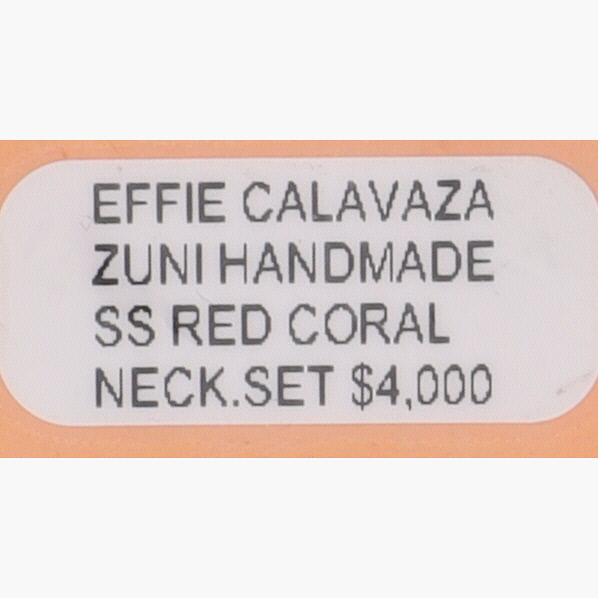 EFFIE CALAVAZA
ZUNI HANDMADE
SS RED CORAL
NECK.SET $4,000